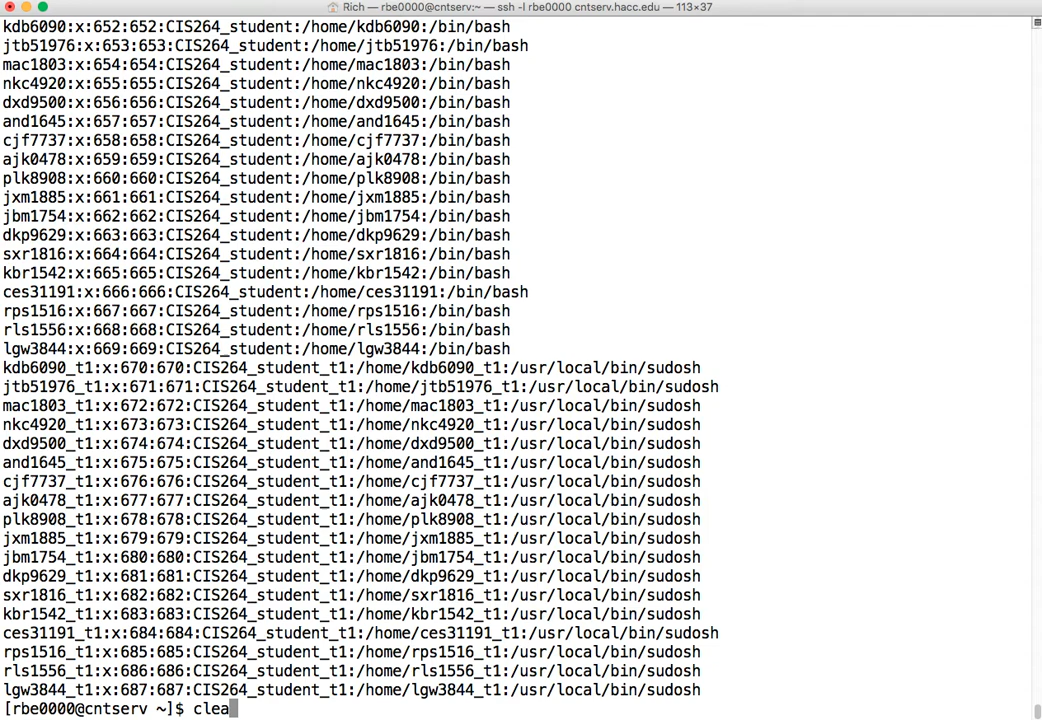 Rich — rbe0000@cntserv:~ — ssh -l rbe0000 cntserv.hacc.edu — 113×37
kdb6090:x:652:652:CIS264_student:/home/kdb6090:/bin/bash
jtb51976:x:653:653:CIS264_student:/home/jtb51976:/bin/bash
mac1803:x:654:654:CIS264_student:/home/mac1803:/bin/bash
nkc4920:x:655:655:CIS264_student:/home/nkc4920:/bin/bash
dxd9500:x:656:656:CIS264_student:/home/dxd9500:/bin/bash
and1645:x:657:657:CIS264_student:/home/and1645:/bin/bash
cjf7737:x:658:658:CIS264_student:/home/cjf7737:/bin/bash
ajk0478:x:659:659:CIS264_student:/home/ajk0478:/bin/bash
plk8908:x:660:660:CIS264_student:/home/plk8908:/bin/bash
jxm1885:x:661:661:CIS264_student:/home/jxm1885:/bin/bash
jbm1754:x:662:662:CIS264_student:/home/jbm1754:/bin/bash
dkp9629:x:663:663:CIS264_student:/home/dkp9629:/bin/bash
sxr1816:x:664:664:CIS264_student:/home/sxr1816:/bin/bash
kbr1542:x:665:665:CIS264_student:/home/kbr1542:/bin/bash
ces31191:x:666:666:CIS264_student:/home/ces31191:/bin/bash
rps1516:x:667:667:CIS264_student:/home/rps1516:/bin/bash
rls1556:x:668:668:CIS264_student:/home/rls1556:/bin/bash
lgw3844:x:669:669:CIS264_student:/home/lgw3844:/bin/bash
kdb6090_t1:x:670:670:CIS264_student_t1:/home/kdb6090_t1:/usr/local/bin/sudosh
jtb51976_t1:x:671:671:CIS264_student_t1:/home/jtb51976_t1:/usr/local/bin/sudosh
mac1803_t1:x:672:672:CIS264_student_t1:/home/mac1803_t1:/usr/local/bin/sudosh
nkc4920_t1:x:673:673:CIS264_student_t1:/home/nkc4920_t1:/usr/local/bin/sudosh
dxd9500_t1:x:674:674:CIS264_student_t1:/home/dxd9500_t1:/usr/local/bin/sudosh
and1645_t1:x:675:675:CIS264_student_t1:/home/and1645_t1:/usr/local/bin/sudosh
cjf7737_t1:x:676:676:CIS264_student_t1:/home/cjf7737_t1:/usr/local/bin/sudosh
ajk0478_t1:x:677:677:CIS264_student_t1:/home/ajk0478_t1:/usr/local/bin/sudosh
plk8908_t1:x:678:678:CIS264_student_t1:/home/plk8908_t1:/usr/local/bin/sudosh
jxm1885_t1:x:679:679:CIS264_student_t1:/home/jxm1885_t1:/usr/local/bin/sudosh
jbm1754_t1:x:680:680:CIS264_student_t1:/home/jbm1754_t1:/usr/local/bin/sudosh
dkp9629_t1:x:681:681:CIS264_student_t1:/home/dkp9629_t1:/usr/local/bin/sudosh
sxr1816_t1:x:682:682:CIS264_student_t1:/home/sxr1816_t1:/usr/local/bin/sudosh
kbr1542_t1:x:683:683:CIS264_student_t1:/home/kbr1542_t1:/usr/local/bin/sudosh
ces31191_t1:x:684:684:CIS264_student_t1:/home/ces31191_t1:/usr/local/bin/sudosh
rps1516_t1:x:685:685:CIS264_student_t1:/home/rps1516_t1:/usr/local/bin/sudosh
rls1556_t1:x:686:686:CIS264_student_t1:/home/rls1556_t1:/usr/local/bin/sudosh
lgw3844_t1:x:687:687:CIS264_student_t1:/home/lgw3844_t1:/usr/local/bin/sudosh
[rbe0000@cntserv ~]$ clea